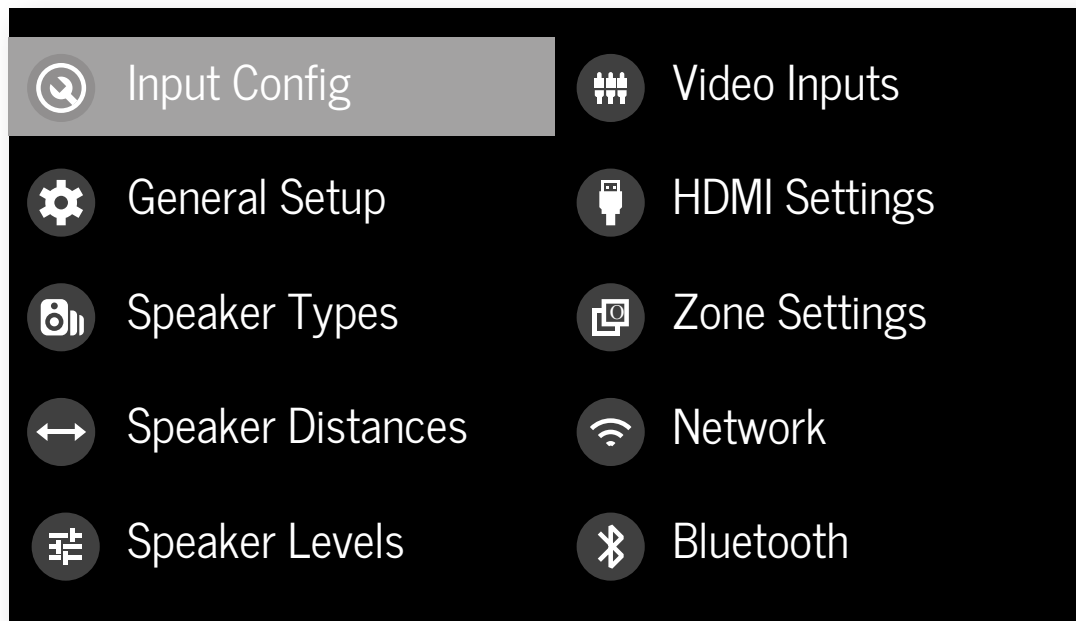 Input Config
General Setup
Speaker Types
Speaker Distances
Speaker Levels
Video Inputs
HDMI Settings
Zone Settings
Network
Bluetooth